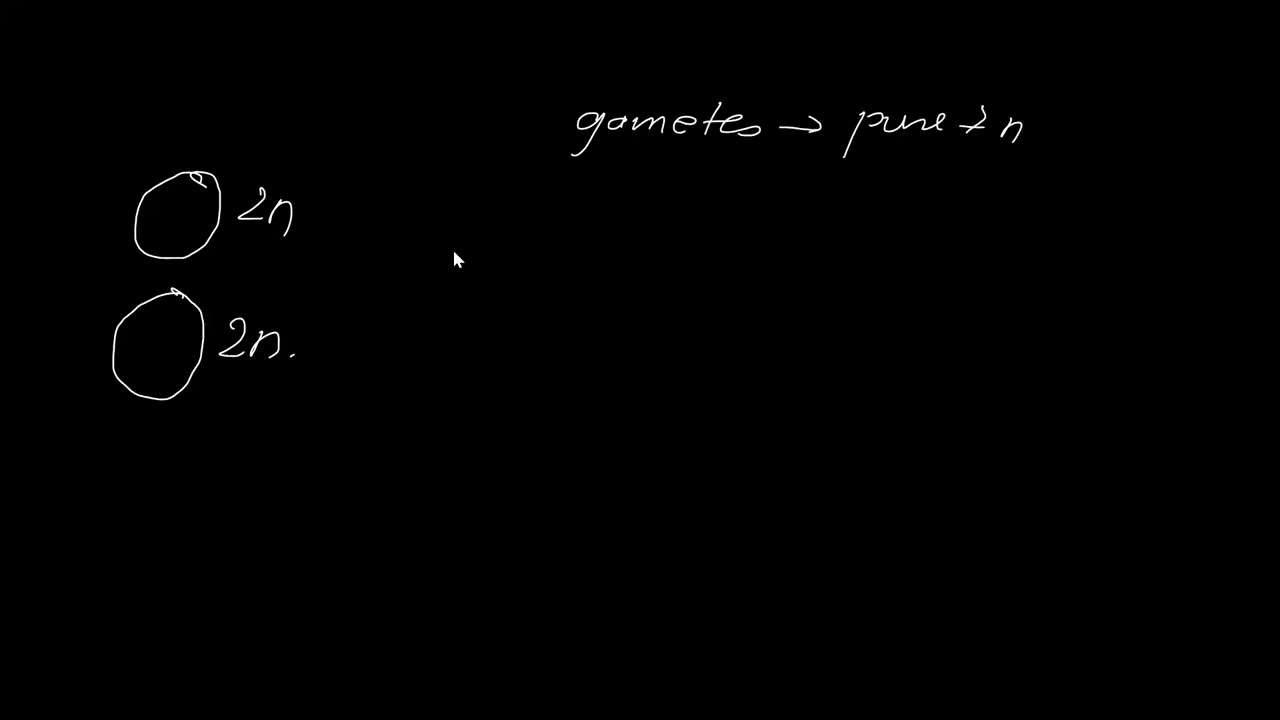 gametes → pure → n
2n
2n.